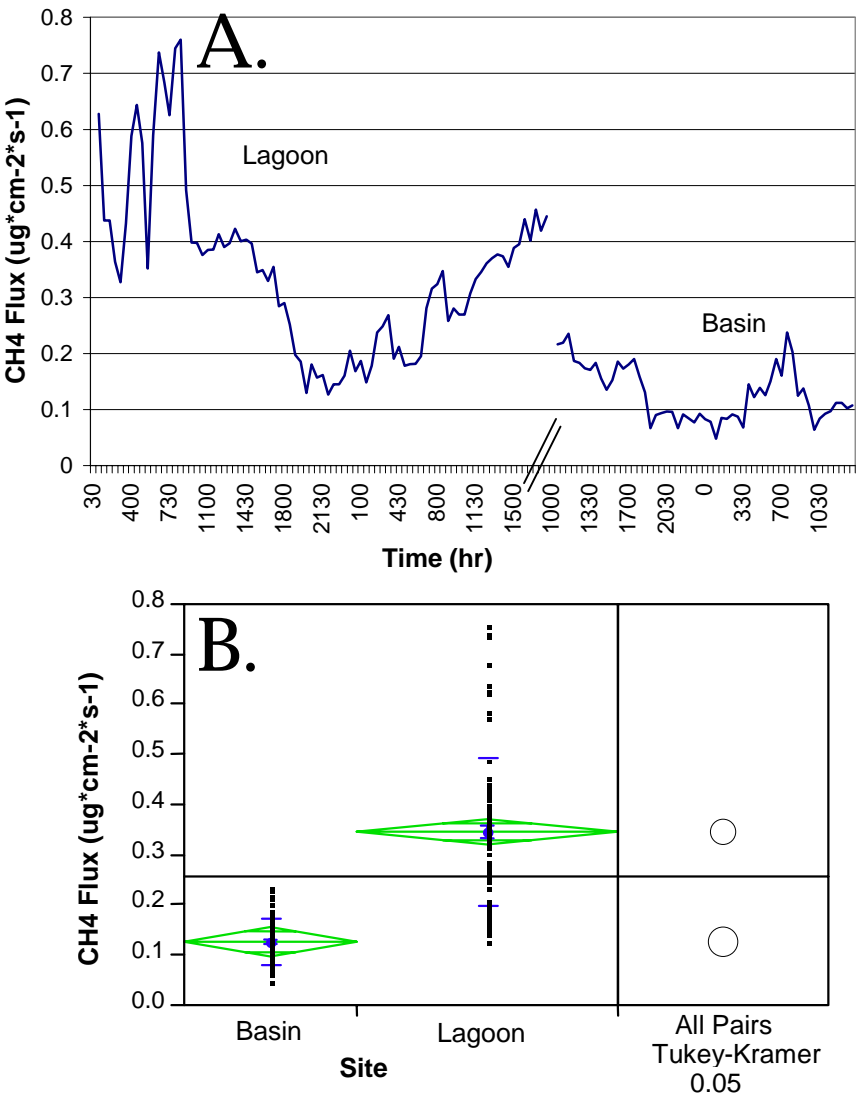 A.
CH4 Flux (ug*cm-2*s-1)
0.8
0.7
0.6
0.5
0.4
0.3
0.2
0.1
0
Lagoon
Basin
30 400 730 1100 1430 1800 2130 100 430 800 1130 1500 1000 1330 1700 2030 0 330 700 1030
Time (hr)
B.
CH4 Flux (ug*cm-2*s-1)
0.8
0.7
0.6
0.5
0.4
0.3
0.2
0.1
0.0
Basin Lagoon
Site
All Pairs
Tukey-Kramer
0.05